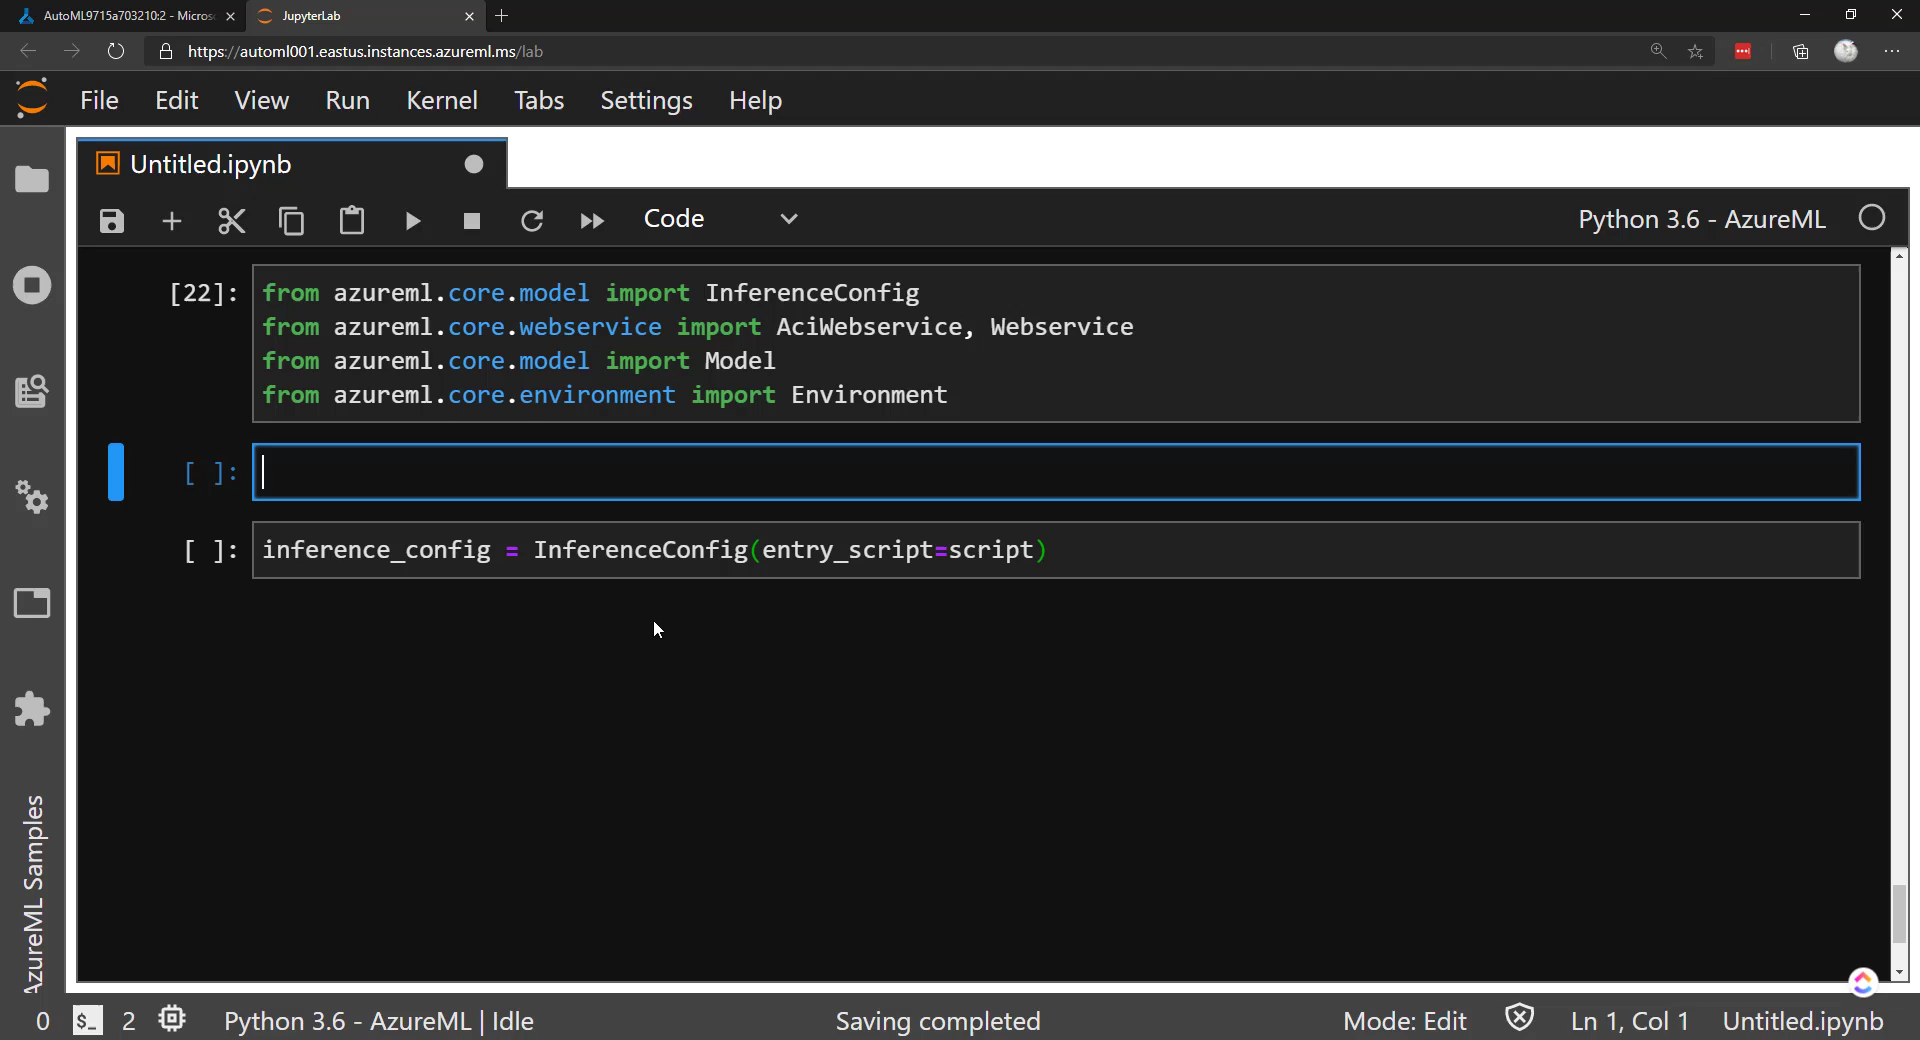 AutoML9715a703210:2 - Micros
JupyterLab
https://automl001.eastus.instances.azureml.ms/lab
File Edit View Run Kernel Tabs Settings Help
Untitled.ipynb
Code
Python 3.6 - AzureML
[22]:
from azureml.core.model import InferenceConfig
from azureml.core.webservice import AciWebservice, Webservice
from azureml.core.model import Model
from azureml.core.environment import Environment
[ ]:
[ ]: inference_config = InferenceConfig(entry_script=script)
AzureML Samples
0 $_ 2 Python 3.6 - AzureML | Idle Saving completed Mode: Edit Ln 1, Col 1 Untitled.ipynb